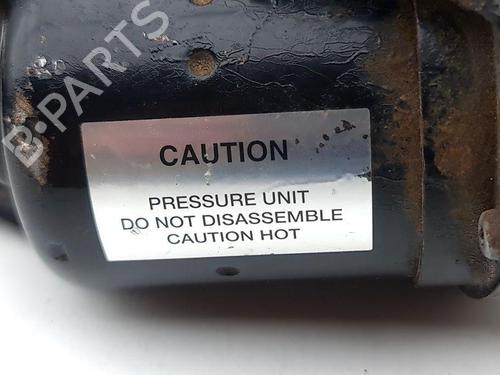 B-PARTS
CAUTION
PRESSURE UNIT
DO NOT DISASSEMBLE
CAUTION HOT